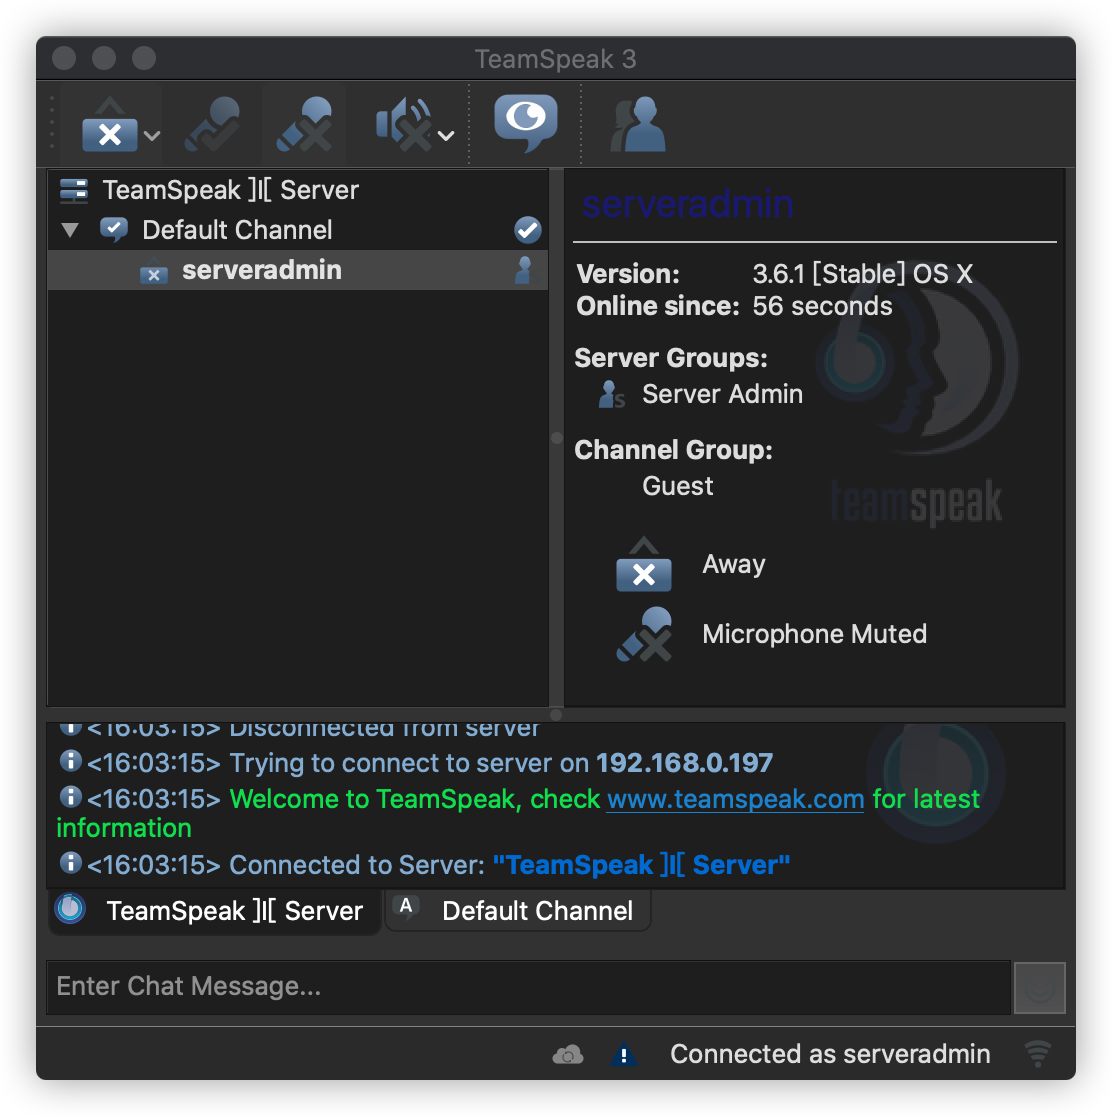 TeamSpeak 3
TeamSpeak ]I[ Server
Default Channel
serveradmin
serveradmin
Version: 3.6.1 [Stable] OS X
Online since: 56 seconds
Server Groups:
S Server Admin
Channel Group:
Guest
Away
Microphone Muted
teamspeak
<16:03:15> Disconnected from server
<16:03:15> Trying to connect to server on 192.168.0.197
<16:03:15> Welcome to TeamSpeak, check www.teamspeak.com for latest
information
<16:03:15> Connected to Server: "TeamSpeak ]I[ Server"
TeamSpeak ]I[ Server
A Default Channel
Enter Chat Message...
Connected as serveradmin